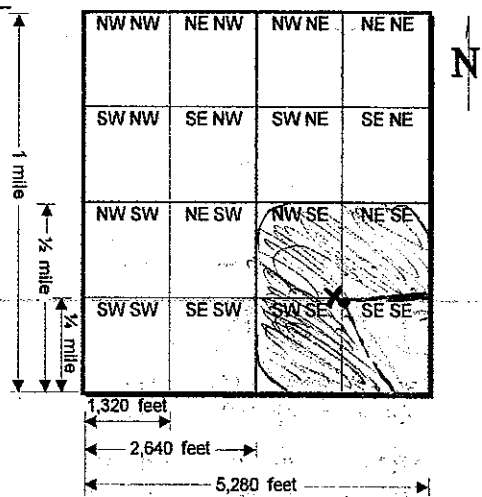 NW NW NE NW NW NE NE NE
N
SW NW SE NW SW NE SE NE
1 mile
NW SW NE SW NW SE NE SE
½ mile
X
SW SW SE SW SW SE SE SE
¼ mile
1,320 feet
2,640 feet
5,280 feet